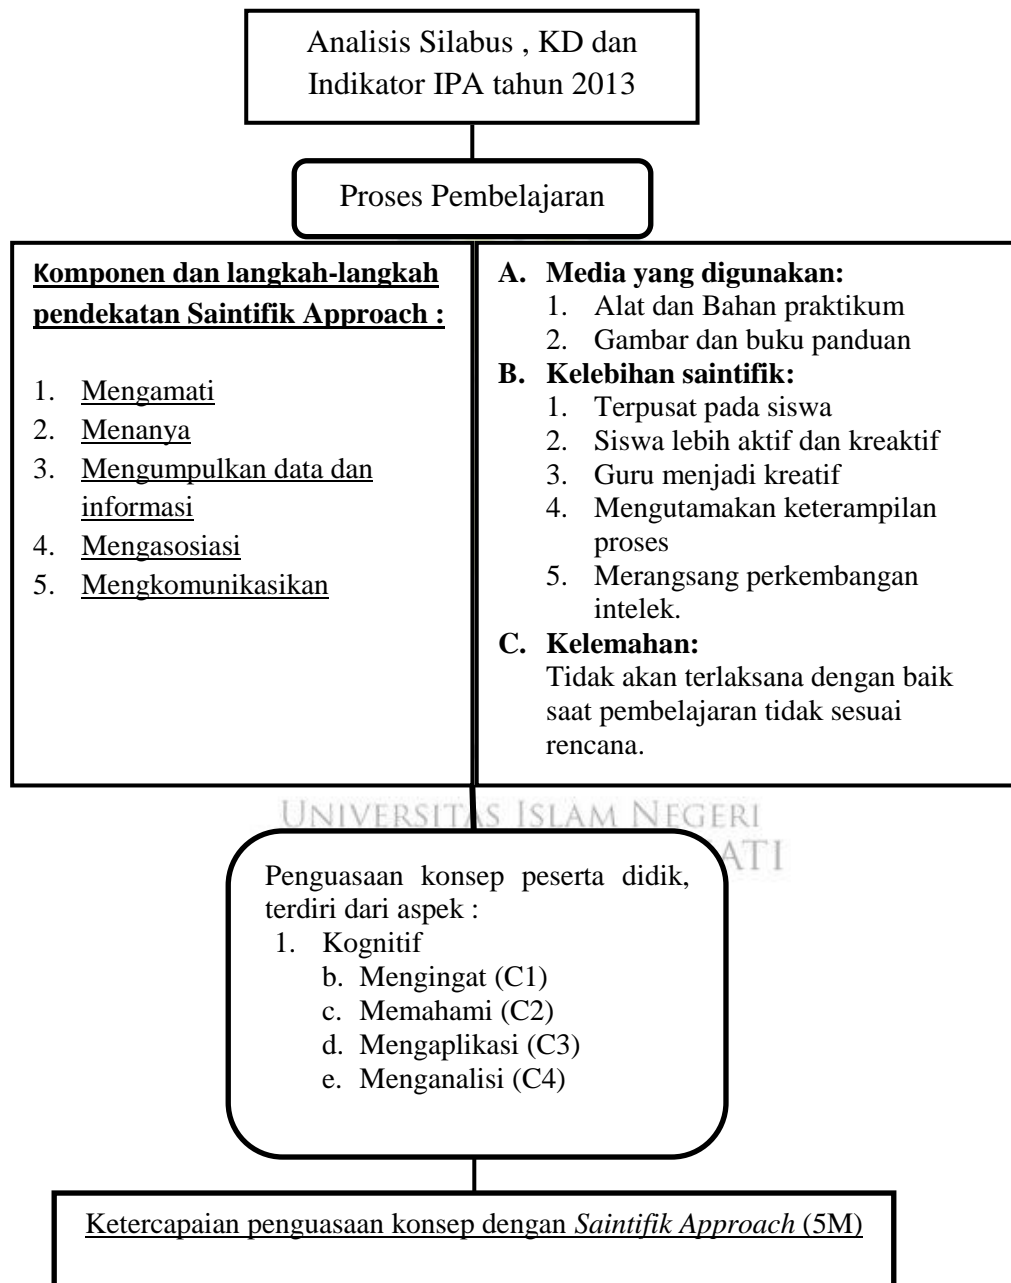 Analisis Silabus , KD dan
Indikator IPA tahun 2013
Proses Pembelajaran
Komponen dan langkah-langkah
pendekatan Saintifik Approach :
1. Mengamati
2. Menanya
3. Mengumpulkan data dan
informasi
4. Mengasosiasi
5. Mengkomunikasikan
A. Media yang digunakan:
1. Alat dan Bahan praktikum
2. Gambar dan buku panduan
B. Kelebihan saintifik:
1. Terpusat pada siswa
2. Siswa lebih aktif dan kreaktif
3. Guru menjadi kreatif
4. Mengutamakan keterampilan
proses
5. Merangsang perkembangan
intelek.
C. Kelemahan:
Tidak akan terlaksana dengan baik
saat pembelajaran tidak sesuai
rencana.
UNIVERSITAS ISLAM NEGERI
ATI
Penguasaan konsep peserta didik,
terdiri dari aspek :
1. Kognitif
b. Mengingat (C1)
c. Memahami (C2)
d. Mengaplikasi (C3)
e. Menganalisi (C4)
Ketercapaian penguasaan konsep dengan Saintifik Approach (5M)